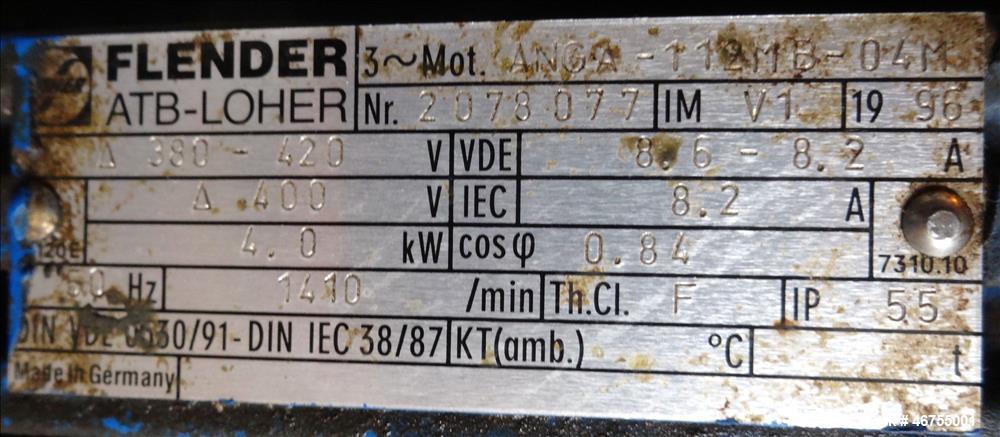 FLENDER 3~Mot. ANGA-112MB-04M
ATB-LOHER Nr. 2078077 IM V1 19 96
Δ 380 - 420 V VDE 8.6 - 8.2 A
Δ 400 V IEC 8.2 A
4.0 kW cosφ 0.84 7310.10
50 Hz 1410 /min Th.Cl. F IP 55
DIN VDE 0530/91-DIN IEC 38/87 KT(amb.) °C t
Made in Germany
# 46755001